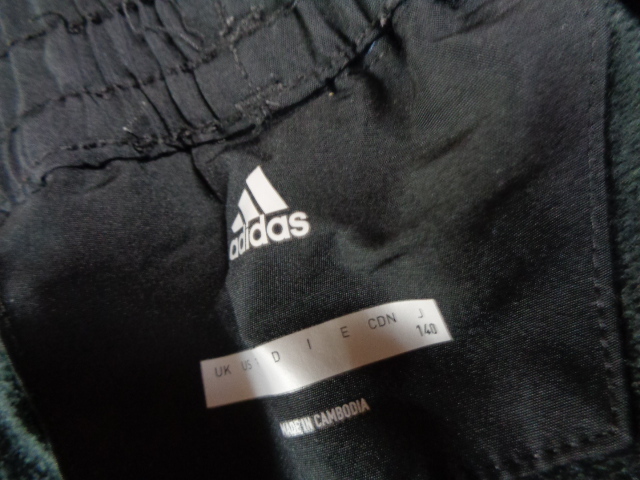 adidas
UK US D I E CDN J
140
MADE IN CAMBODIA